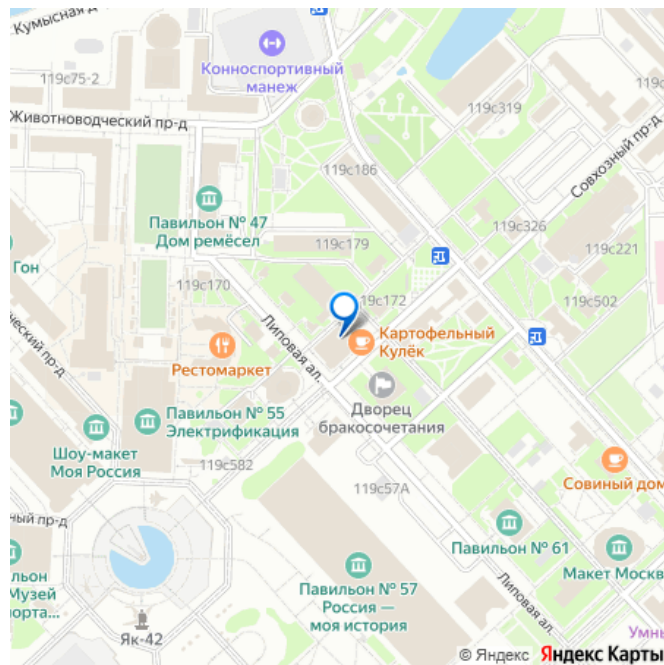 Кумысная д
Конноспортивный
манеж
119с75-2
119с319
Животноводческий пр-д
Совхозный пр-д
119с186
Павильон № 47
Дом ремёсел
119с179
119с326
119с221
Гон
119с170
119с172
119с502
Липовая ал.
Картофельный
Кулёк
Рестомаркет
Дворец
бракосочетания
Павильон № 55
Электрификация
Шоу-макет
Моя Россия
119с582
119с57А
Совиный дом
ный пр-д
Павильон № 61
Макет Москв
Павильон № 57
Россия —
моя история
Липовая ал.
Музей
Як-42
Умны
© Яндекс Яндекс Карты